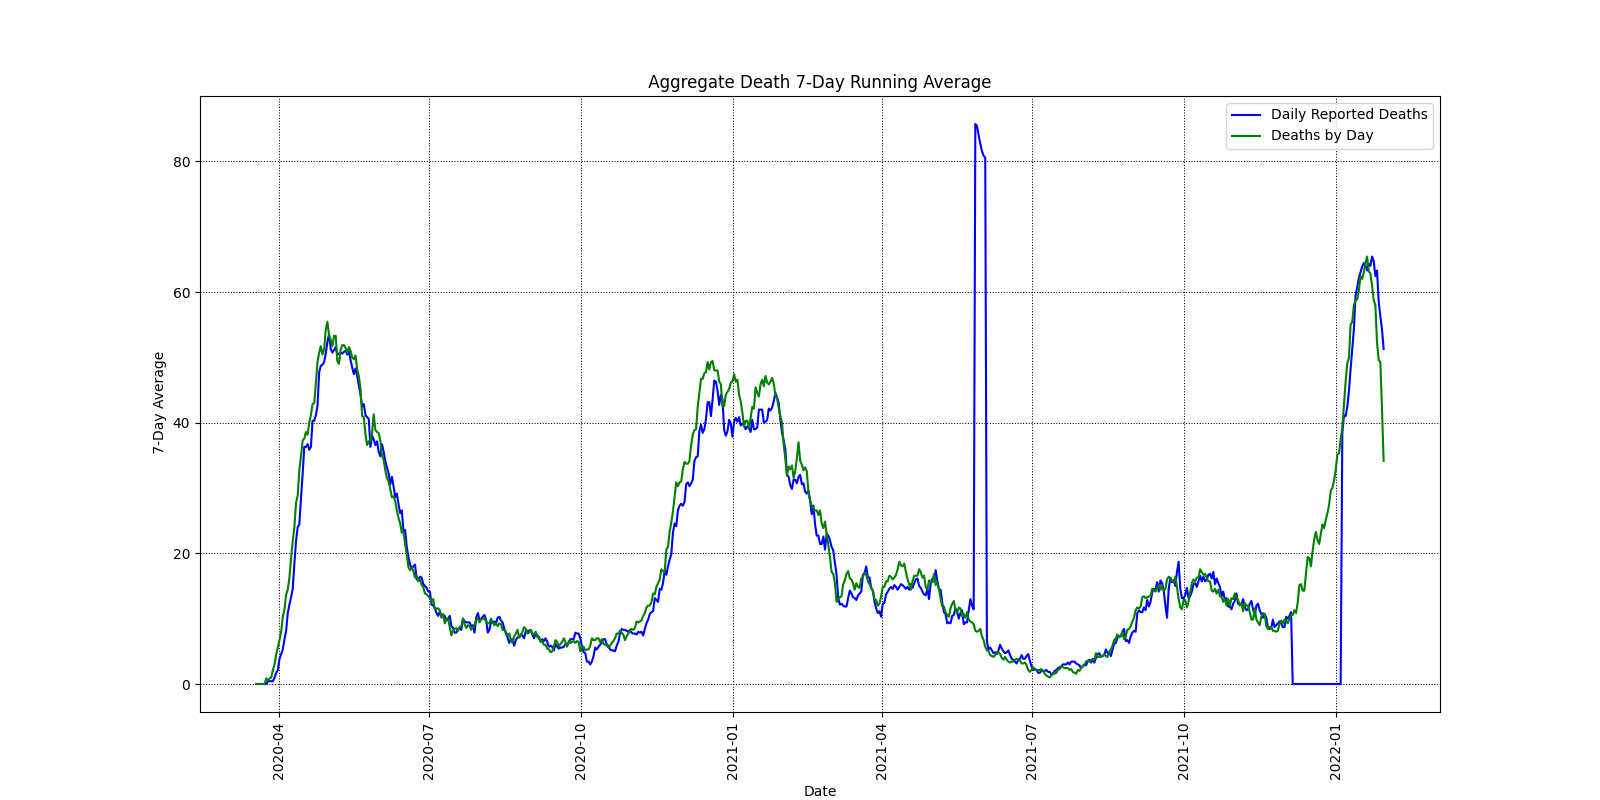 Aggregate Death 7-Day Running Average
Daily Reported Deaths
Deaths by Day
7-Day Average
80
60
40
20
0
2020-04
2020-07
2020-10
2021-01
2021-04
2021-07
2021-10
2022-01
Date